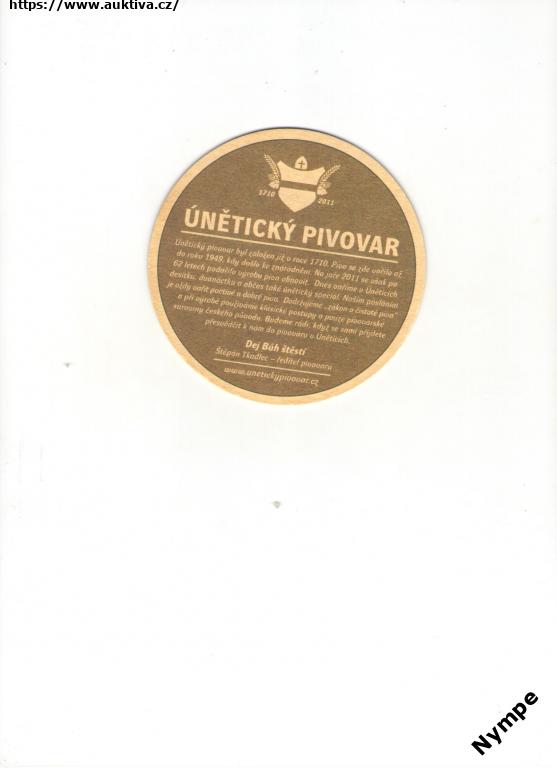 https://www.auktiva.cz/
1710 2011
ÚNĚTICKÝ PIVOVAR
Únětický pivovar byl založen již v roce 1710. Pivo se zde vařilo až
do roku 1949, kdy došlo ke znárodnění. Na jaře 2011 se však po
62 letech podařilo výrobu piva obnovit. Dnes vaříme v Úněticích
desítku, dvanáctku a občas také únětický speciál. Naším posláním
je vždy vařit poctivé a dobré pivo. Dodržujeme „zákon o čistotě piva“
a při výrobě používáme klasické postupy a pouze pivovarské
suroviny českého původu. Budeme rádi, když se sami přijdete
přesvědčit k nám do pivovaru v Úněticích.
Dej Bůh štěstí
Štěpán Tkadlec – ředitel pivovaru
www.unetickypivovar.cz
Nympe